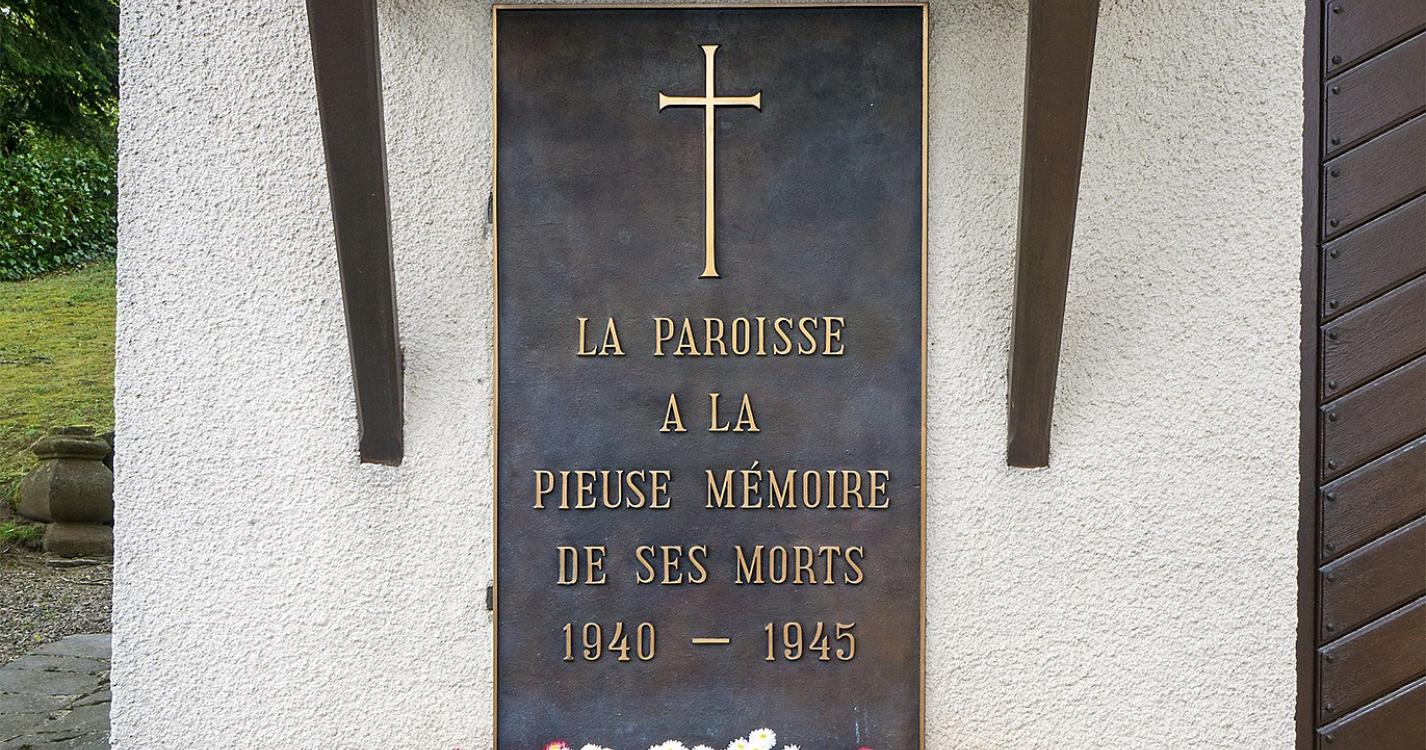 LA PAROISSE
A LA
PIEUSE MÉMOIRE
DE SES MORTS
1940 — 1945